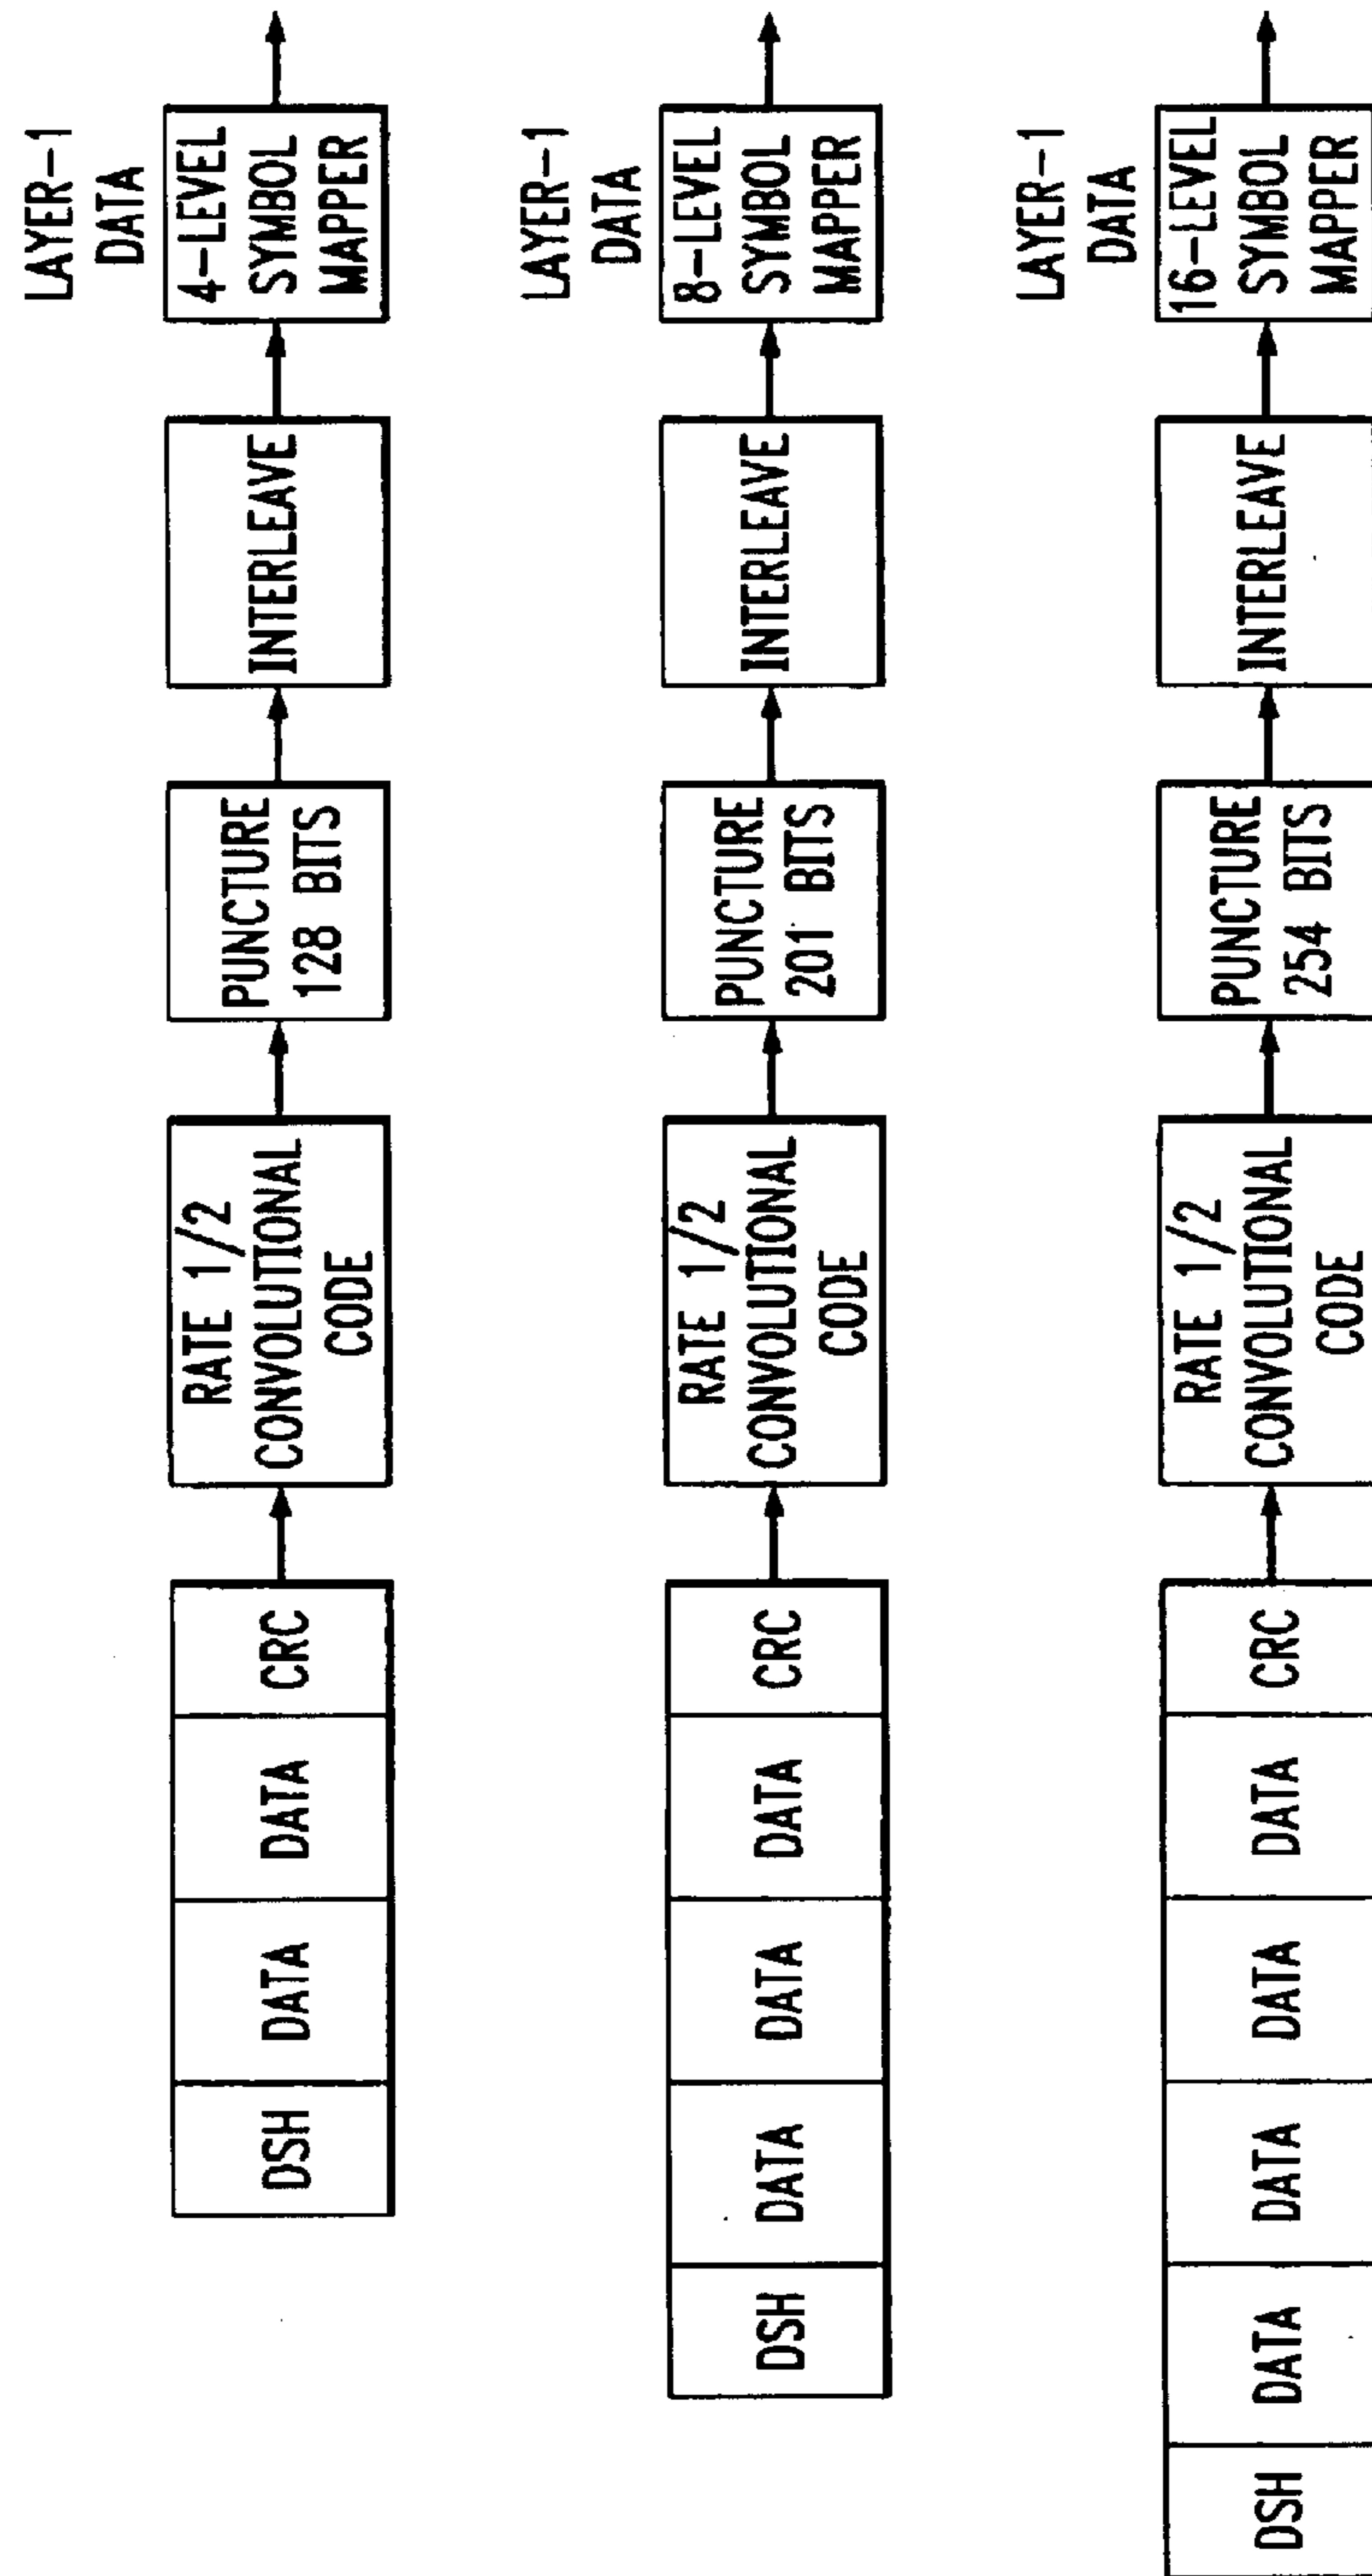 DSH
DATA
DATA
CRC
RATE 1/2
CONVOLUTIONAL
CODE
PUNCTURE
128 BITS
INTERLEAVE
LAYER-1
DATA
4-LEVEL
SYMBOL
MAPPER
DSH
DATA
DATA
DATA
CRC
RATE 1/2
CONVOLUTIONAL
CODE
PUNCTURE
201 BITS
INTERLEAVE
LAYER-1
DATA
8-LEVEL
SYMBOL
MAPPER
DSH
DATA
DATA
DATA
DATA
CRC
RATE 1/2
CONVOLUTIONAL
CODE
PUNCTURE
254 BITS
INTERLEAVE
LAYER-1
DATA
16-LEVEL
SYMBOL
MAPPER